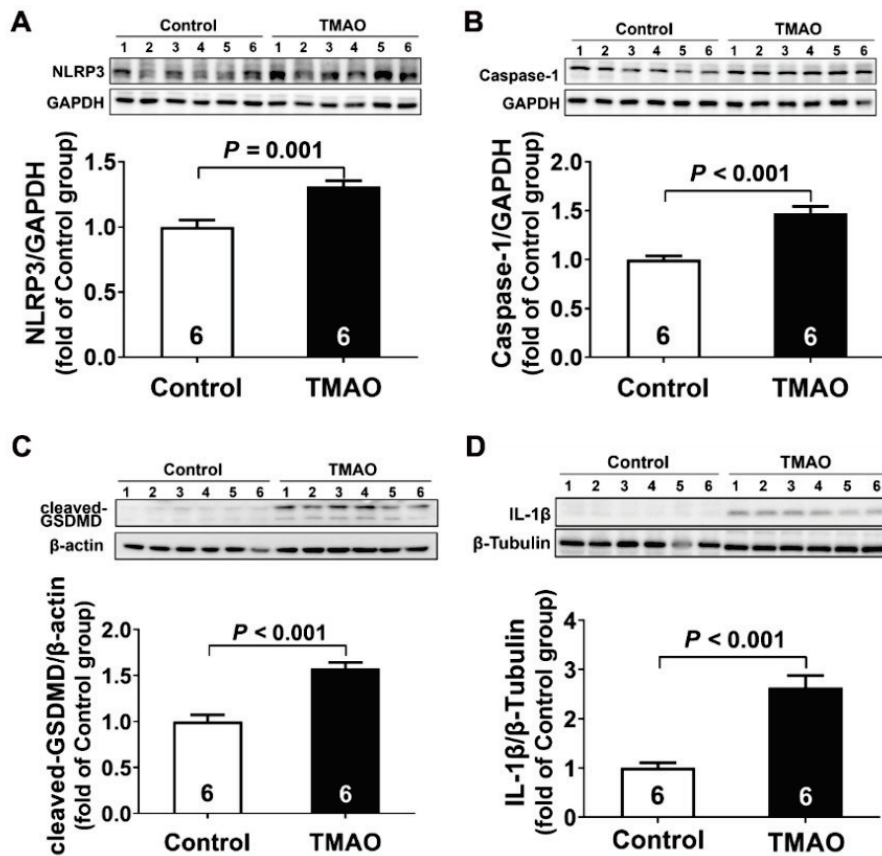 A
Control TMAO
1 2 3 4 5 6 1 2 3 4 5 6
NLRP3
GAPDH
NLRP3/GAPDH
(fold of Control group)
1.5
1.0
0.5
0.0
P = 0.001
6 6
Control TMAO
B
Control TMAO
1 2 3 4 5 6 1 2 3 4 5 6
Caspase-1
GAPDH
Caspase-1/GAPDH
(fold of Control group)
2.0
1.5
1.0
0.5
0.0
P < 0.001
6 6
Control TMAO
C
Control TMAO
1 2 3 4 5 6 1 2 3 4 5 6
cleaved-
GSDMD
β-actin
cleaved-GSDMD/β-actin
(fold of Control group)
2.0
1.5
1.0
0.5
0.0
P < 0.001
6 6
Control TMAO
D
Control TMAO
1 2 3 4 5 6 1 2 3 4 5 6
IL-1β
β-Tubulin
IL-1β/β-Tubulin
(fold of Control group)
4
3
2
1
0
P < 0.001
6 6
Control TMAO